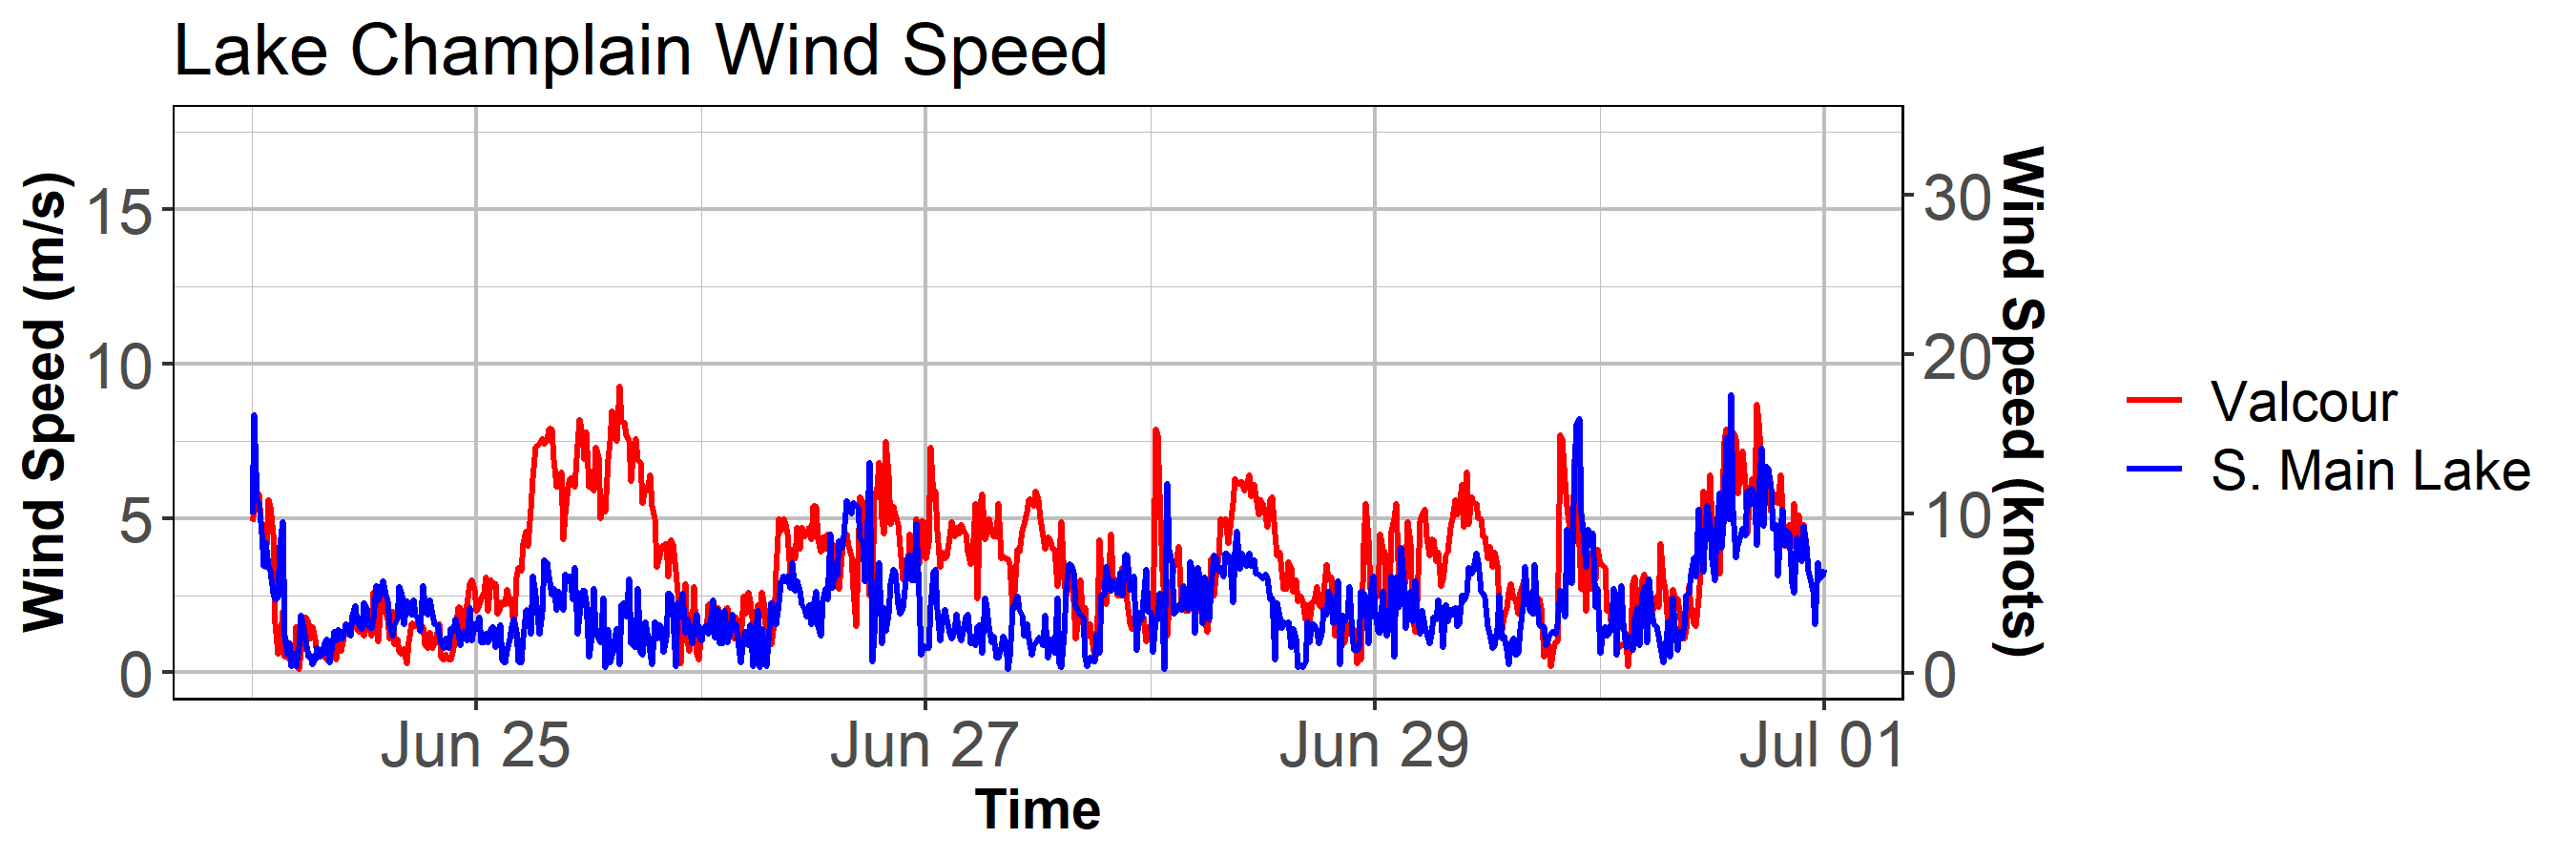 Lake Champlain Wind Speed
Wind Speed (m/s)
15
10
5
0
30
20
10
0
Wind Speed (knots)
Jun 25
Jun 27
Jun 29
Jul 01
Time
Valcour
S. Main Lake